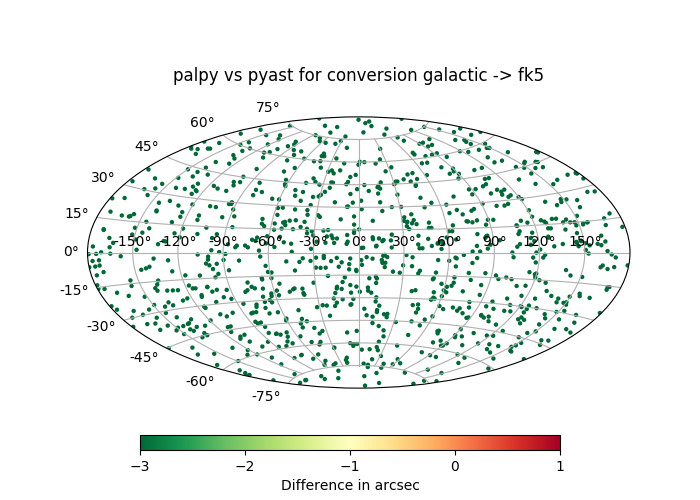 palpy vs pyast for conversion galactic -> fk5
75°
60°
45°
30°
15°
0°
-150° -120° -90° -60° -30° 0° 30° 60° 90° 120° 150°
-15°
-30°
-45°
-60°
-75°
−3 −2 −1 0 1
Difference in arcsec